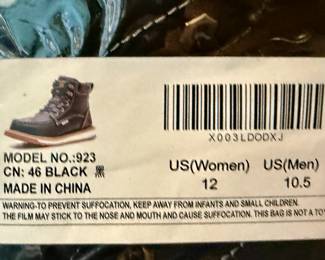 X003LDODXJ
MODEL NO.:923
CN: 46 BLACK 黑
MADE IN CHINA
US(Women) US(Men)
12 10.5
WARNING-TO PREVENT SUFFOCATION, KEEP AWAY FROM INFANTS AND SMALL CHILDREN.
THE FILM MAY STICK TO THE NOSE AND MOUTH AND CAUSE SUFFOCATION. THIS BAG IS NOT A TOY